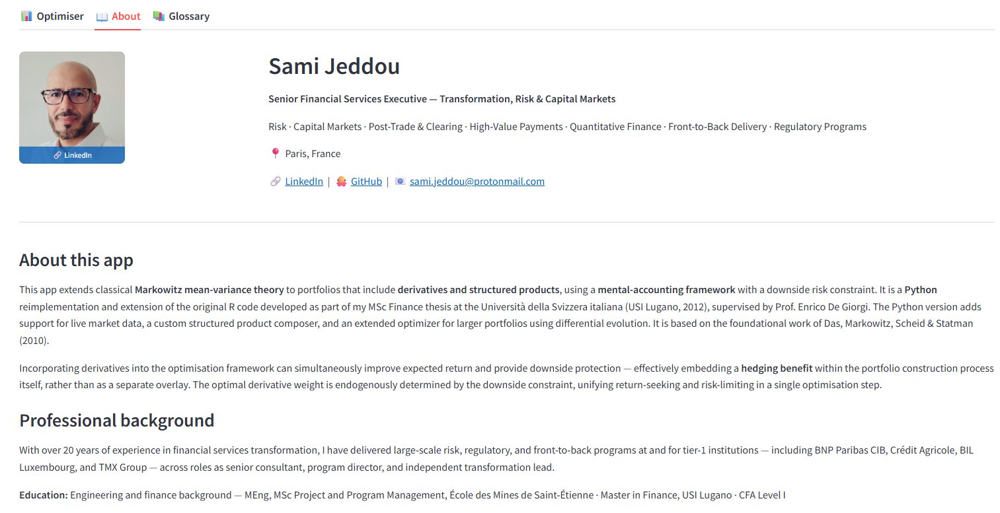 Optimiser
About
Glossary
LinkedIn
Sami Jeddou
Senior Financial Services Executive — Transformation, Risk & Capital Markets
Risk · Capital Markets · Post-Trade & Clearing · High-Value Payments · Quantitative Finance · Front-to-Back Delivery · Regulatory Programs
Paris, France
LinkedIn | GitHub | sami.jeddou@protonmail.com
About this app
This app extends classical Markowitz mean-variance theory to portfolios that include derivatives and structured products, using a mental-accounting framework with a downside risk constraint. It is a Python
reimplementation and extension of the original R code developed as part of my MSc Finance thesis at the Università della Svizzera italiana (USI Lugano, 2012), supervised by Prof. Enrico De Giorgi. The Python version adds
support for live market data, a custom structured product composer, and an extended optimizer for larger portfolios using differential evolution. It is based on the foundational work of Das, Markowitz, Scheid & Statman
(2010).
Incorporating derivatives into the optimisation framework can simultaneously improve expected return and provide downside protection — effectively embedding a hedging benefit within the portfolio construction process
itself, rather than as a separate overlay. The optimal derivative weight is endogenously determined by the downside constraint, unifying return-seeking and risk-limiting in a single optimisation step.
Professional background
With over 20 years of experience in financial services transformation, I have delivered large-scale risk, regulatory, and front-to-back programs at and for tier-1 institutions — including BNP Paribas CIB, Crédit Agricole, BIL
Luxembourg, and TMX Group — across roles as senior consultant, program director, and independent transformation lead.
Education: Engineering and finance background — MEng, MSc Project and Program Management, École des Mines de Saint-Étienne · Master in Finance, USI Lugano · CFA Level I